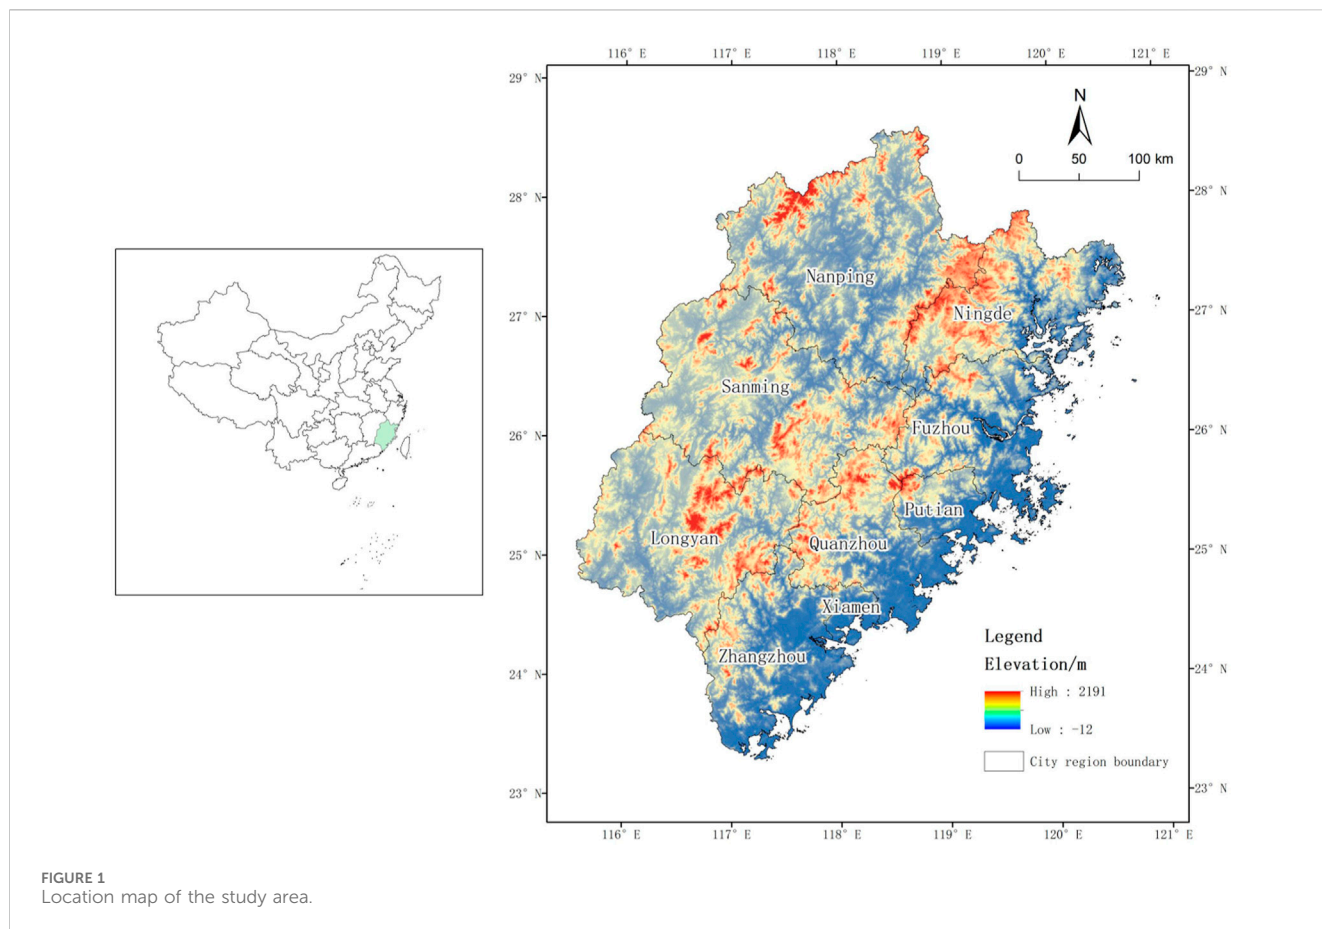 116° E 117° E 118° E 119° E 120° E 121° E
29° N 29° N
N
0 50 100 km
28° N 28° N
Nanping
27° N Ningde 27° N
Sanming
26° N Fuzhou 26° N
Putian
Longyan Quanzhou
25° N 25° N
Xiamen
Legend
Zhangzhou Elevation/m
24° N 24° N
High : 2191
Low : -12
City region boundary
23° N 23° N
116° E 117° E 118° E 119° E 120° E 121° E
FIGURE 1
Location map of the study area.